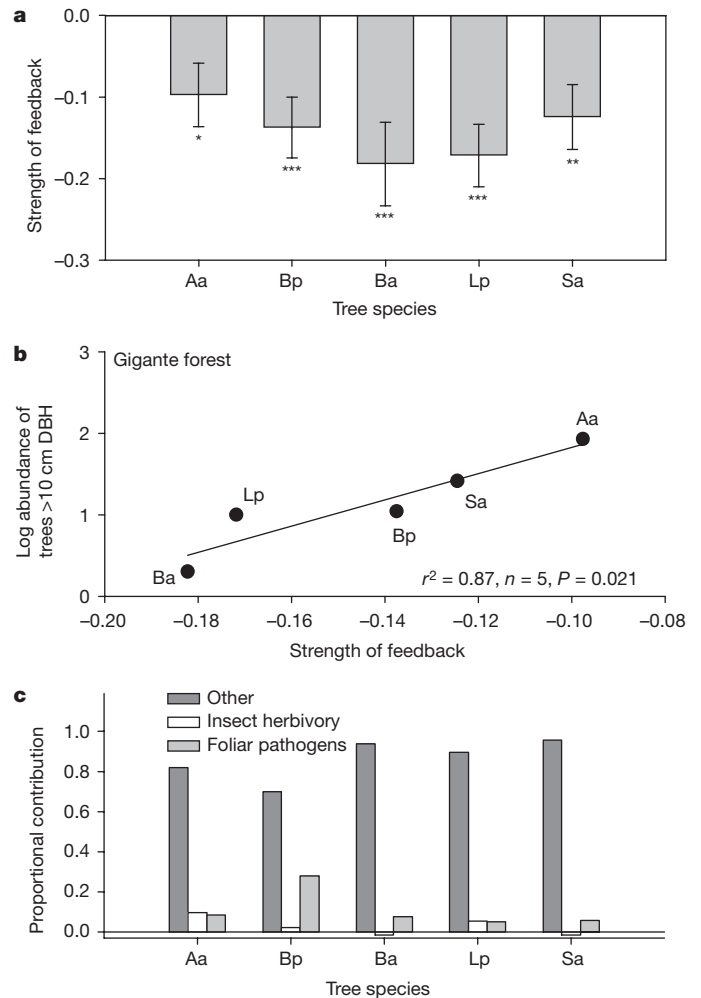 a
0.0
–0.1
–0.2
–0.3
Strength of feedback
*
***
***
***
**
Aa Bp Ba Lp Sa
Tree species
b
Gigante forest
3
2
1
0
Log abundance of
trees >10 cm DBH
Aa
Lp
Sa
Bp
Ba
r² = 0.87, n = 5, P = 0.021
–0.20 –0.18 –0.16 –0.14 –0.12 –0.10 –0.08
Strength of feedback
c
Other
Insect herbivory
Foliar pathogens
1.0
0.8
0.6
0.4
0.2
0.0
Proportional contribution
Aa Bp Ba Lp Sa
Tree species